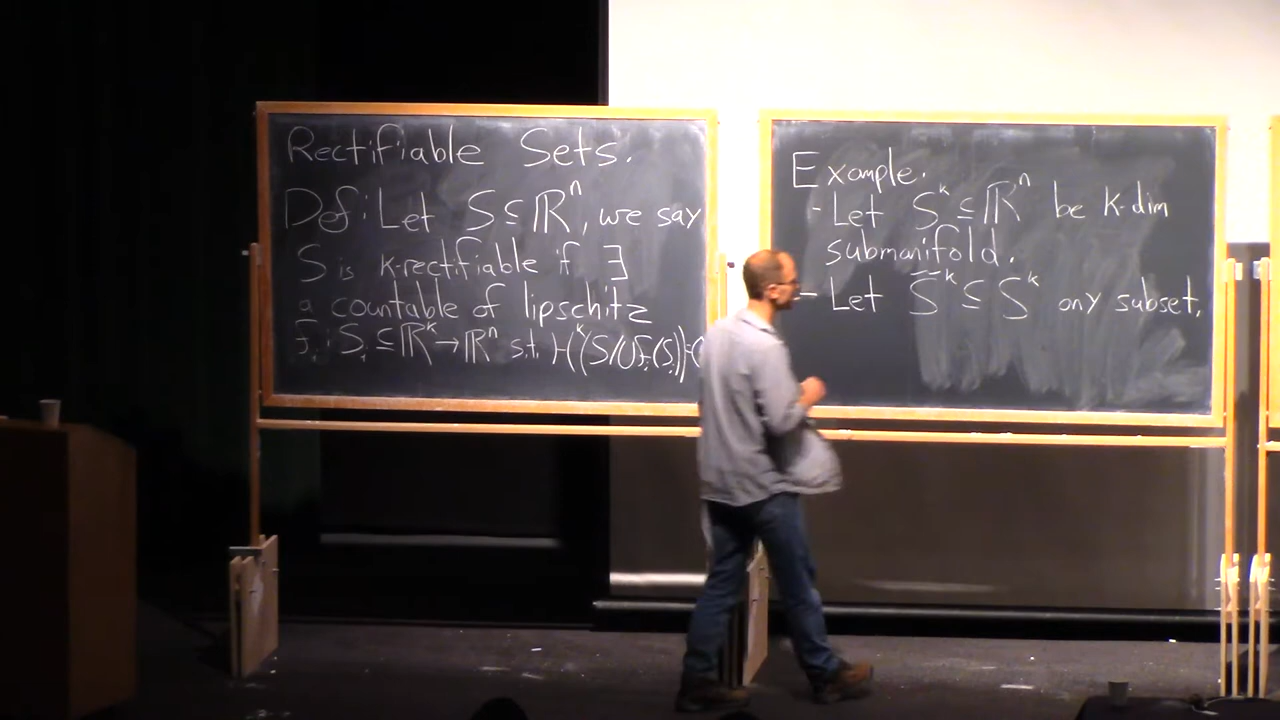 Rectifiable Sets.
Def: Let S ⊆ ℝⁿ, we say
S is k-rectifiable if ∃
a countable of lipschitz
fᵢ: Sᵢ ⊆ ℝᵏ → ℝⁿ s.t. Hᵏ(S\∪fᵢ(Sᵢ))=0
Example.
- Let Sᵏ ⊆ ℝⁿ be k-dim
submanifold.
- Let S̃ᵏ ⊆ Sᵏ any subset.